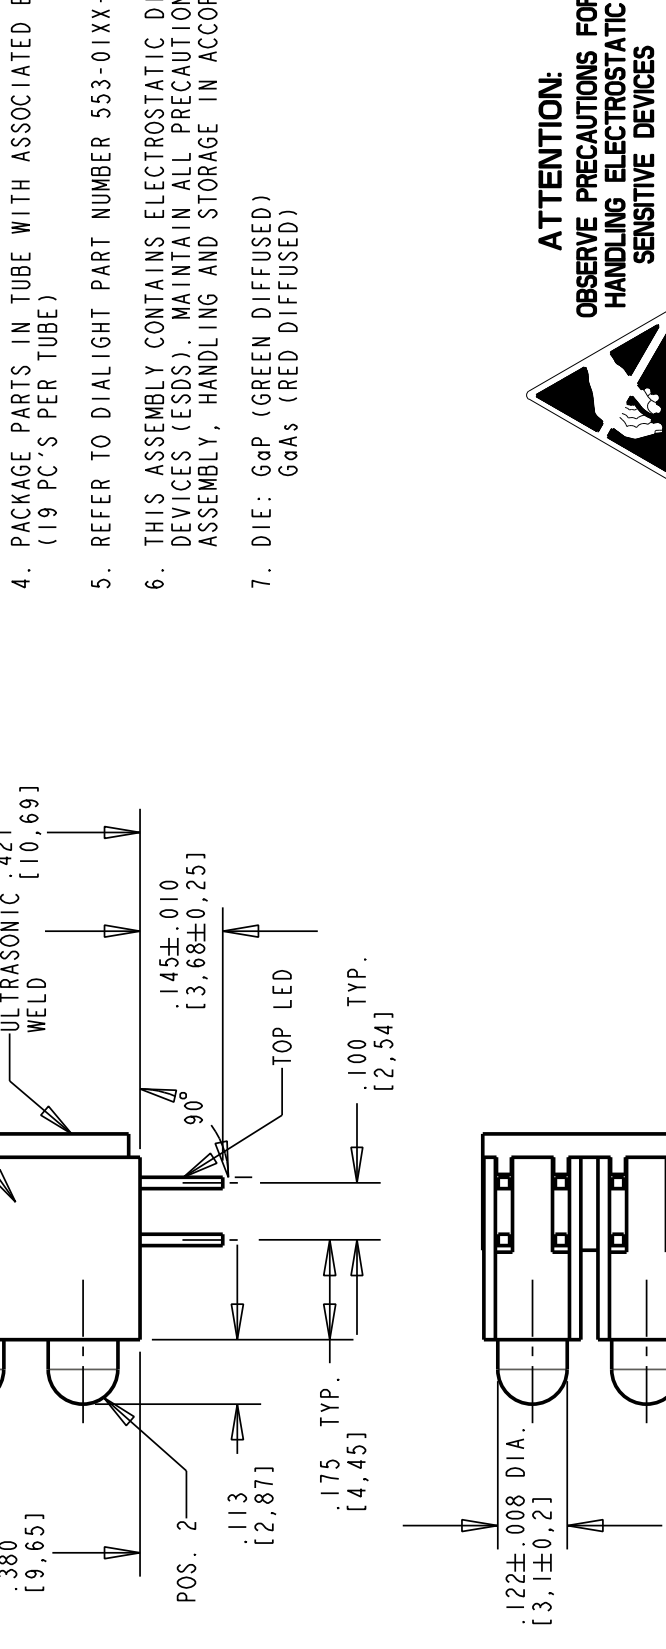 4. PACKAGE PARTS IN TUBE WITH ASSOCIATED
(19 PC'S PER TUBE)
5. REFER TO DIALIGHT PART NUMBER 553-01XX-
6. THIS ASSEMBLY CONTAINS ELECTROSTATIC
DEVICES (ESDS). MAINTAIN ALL
ASSEMBLY, HANDLING AND STORAGE IN
7. DIE: GaP (GREEN DIFFUSED)
GaAs (RED DIFFUSED)
ATTENTION:
OBSERVE PRECAUTIONS FOR
HANDLING ELECTROSTATIC
SENSITIVE DEVICES
ULTRASONIC
WELD
.421
[10,69]
.145±.010
[3,68±0,25]
TOP LED
.100 TYP.
[2,54]
90°
.380
[9,65]
POS. 2
.113
[2,87]
.175 TYP.
[4,45]
.122±.008 DIA.
[3,1±0,2]